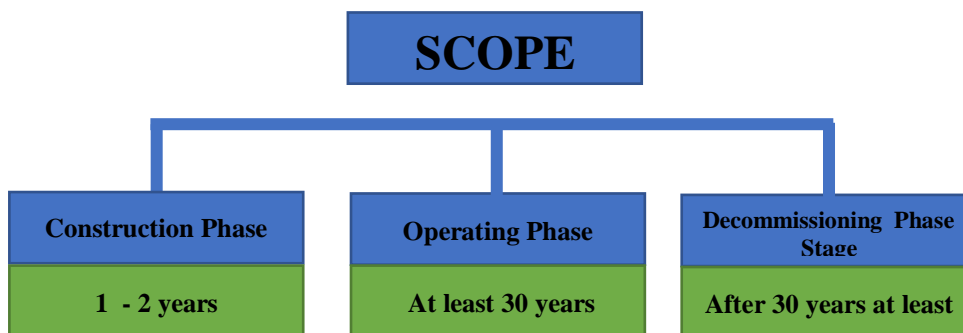 SCOPE
Construction Phase
1 - 2 years
Operating Phase
At least 30 years
Decommissioning Phase
Stage
After 30 years at least